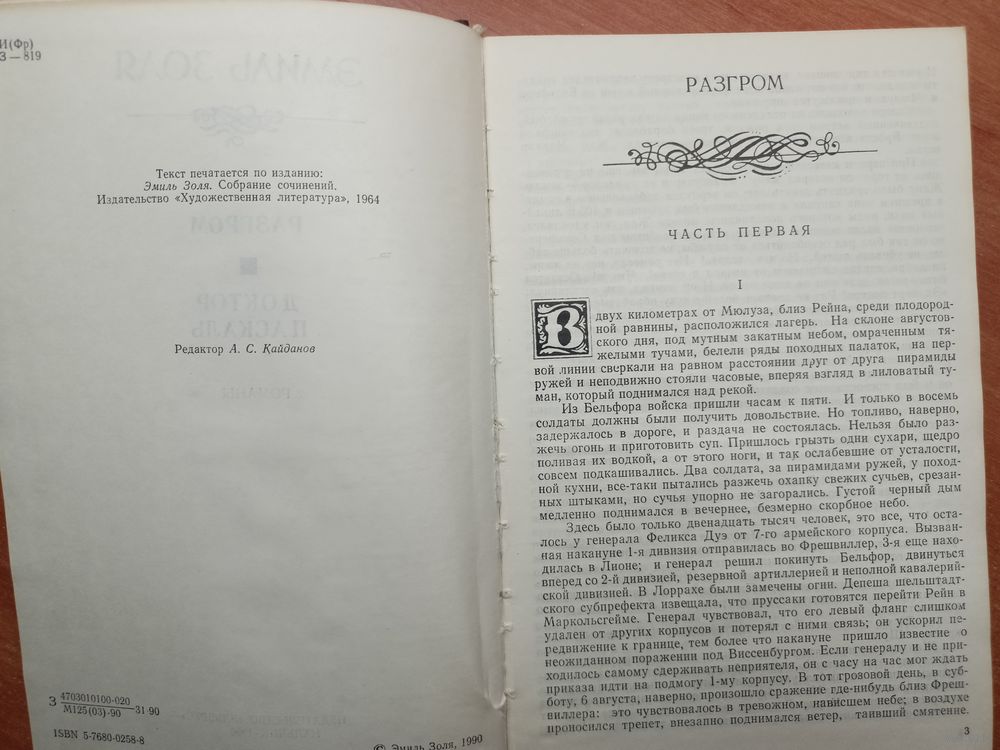 И(Фр)
З—819
Текст печатается по изданию:
Эмиль Золя. Собрание сочинений.
Издательство «Художественная литература», 1964
Редактор А. С. Қайданов
З 4703010100-020
М125(03)-90 —31-90
ISBN 5-7680-0258-8
© Эмиль Золя, 1990
РАЗГРОМ
ЧАСТЬ ПЕРВАЯ
I
В двух километрах от Мюлуза, близ Рейна, среди плодород-
ной равнины, расположился лагерь. На склоне августов-
ского дня, под мутным закатным небом, омраченным тя-
желыми тучами, белели ряды походных палаток, на пер-
вой линии сверкали на равном расстоянии друг от друга пирамиды
ружей и неподвижно стояли часовые, вперяя взгляд в лиловатый ту-
ман, который поднимался над рекой.
Из Бельфора войска пришли часам к пяти. И только в восемь
солдаты должны были получить довольствие. Но топливо, наверно,
задержалось в дороге, и раздача не состоялась. Нельзя было раз-
жечь огонь и приготовить суп. Пришлось грызть одни сухари, щедро
поливая их водкой, а от этого ноги, и так ослабевшие от усталости,
совсем подкашивались. Два солдата, за пирамидами ружей, у поход-
ной кухни, все-таки пытались разжечь охапку свежих сучьев, срезан-
ных штыками, но сучья упорно не загорались. Густой черный дым
медленно поднимался в вечернее, безмерно скорбное небо.
Здесь было только двенадцать тысяч человек, это все, что оста-
лось у генерала Феликса Дуэ от 7-го армейского корпуса. Вызван-
ная накануне 1-я дивизия отправилась во Фрешвиллер, 3-я еще нахо-
дилась в Лионе; и генерал решил покинуть Бельфор, двинуться
вперед со 2-й дивизией, резервной артиллерией и неполной кавалерий-
ской дивизией. В Лоррахе были замечены огни. Депеша шельштадт-
ского субпрефекта извещала, что пруссаки готовятся перейти Рейн в
Маркольсгейме. Генерал чувствовал, что его левый фланг слишком
удален от других корпусов и потерял с ними связь; он ускорил пе-
редвижение к границе, тем более что накануне пришло известие о
неожиданном поражении под Виссенбургом. Если генералу и не при-
ходилось самому сдерживать неприятеля, он с часу на час мог ждать
приказа идти на подмогу 1-му корпусу. В тот грозовой день, в суб-
боту, 6 августа, наверно, произошло сражение где-нибудь близ Фреш-
виллера: это чувствовалось в тревожном, нависшем небе; в воздухе
проносился трепет, внезапно поднимался ветер, таивший смятение.
3